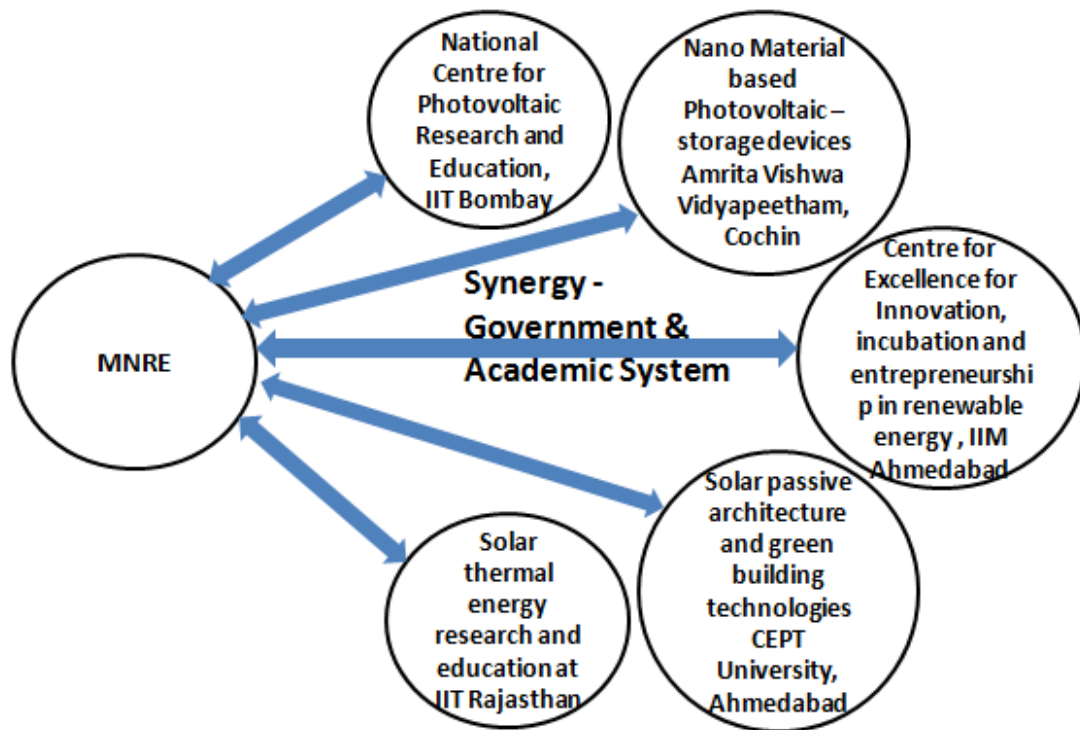 National
Centre for
Photovoltaic
Research and
Education,
IIT Bombay
Nano Material
based
Photovoltaic –
storage devices
Amrita Vishwa
Vidyapeetham,
Cochin
Synergy -
Government &
Academic System
MNRE
Centre for
Excellence for
Innovation,
incubation and
entrepreneurshi
p in renewable
energy , IIM
Ahmedabad
Solar
thermal
energy
research and
education at
IIT Rajasthan
Solar passive
architecture
and green
building
technologies
CEPT
University,
Ahmedabad